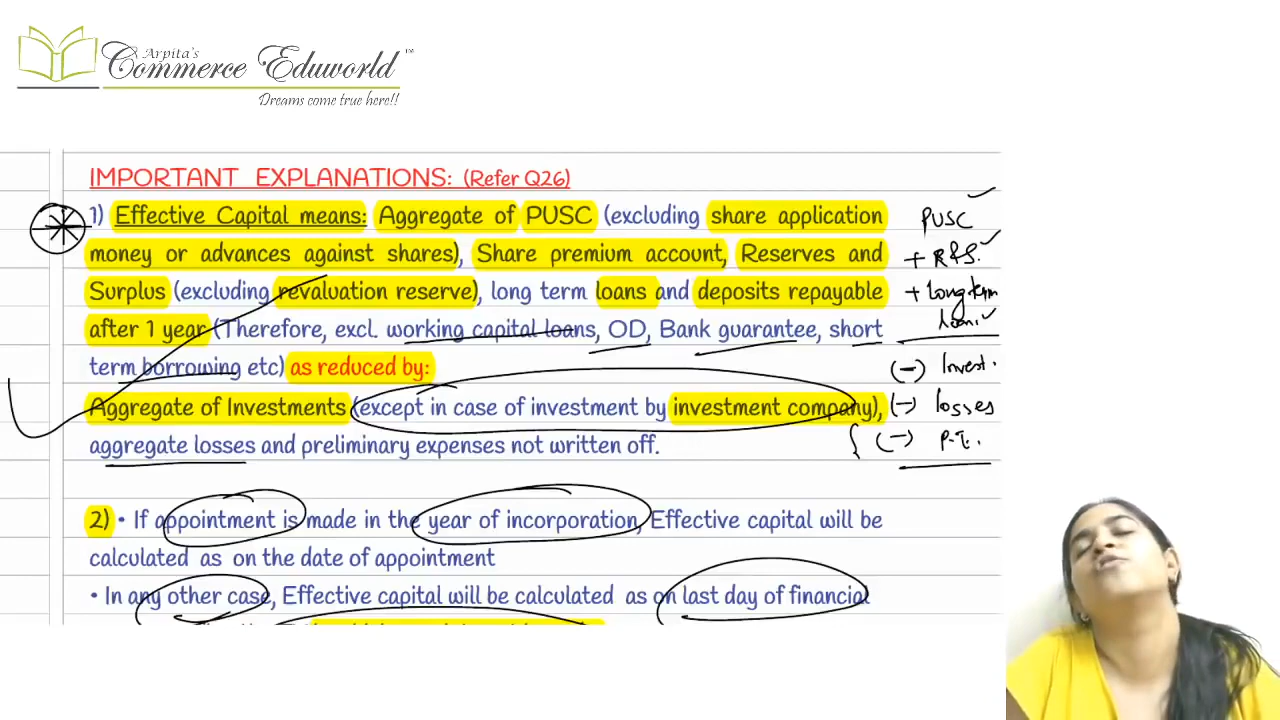 Arpita's
Commerce Eduworld™
Dreams come true here!!
IMPORTANT EXPLANATIONS: (Refer Q26)
1) Effective Capital means: Aggregate of PUSC (excluding share application
money or advances against shares), Share premium account, Reserves and
Surplus (excluding revaluation reserve), long term loans and deposits repayable
after 1 year (Therefore, excl. working capital loans, OD, Bank guarantee, short
term borrowing etc) as reduced by:
Aggregate of Investments (except in case of investment by investment company),
aggregate losses and preliminary expenses not written off.
2) • If appointment is made in the year of incorporation, Effective capital will be
calculated as on the date of appointment
• In any other case, Effective capital will be calculated as on last day of financial
PUSC
+ R&S.
+ Long term
loan.
(-) Invest.
(-) losses
(-)